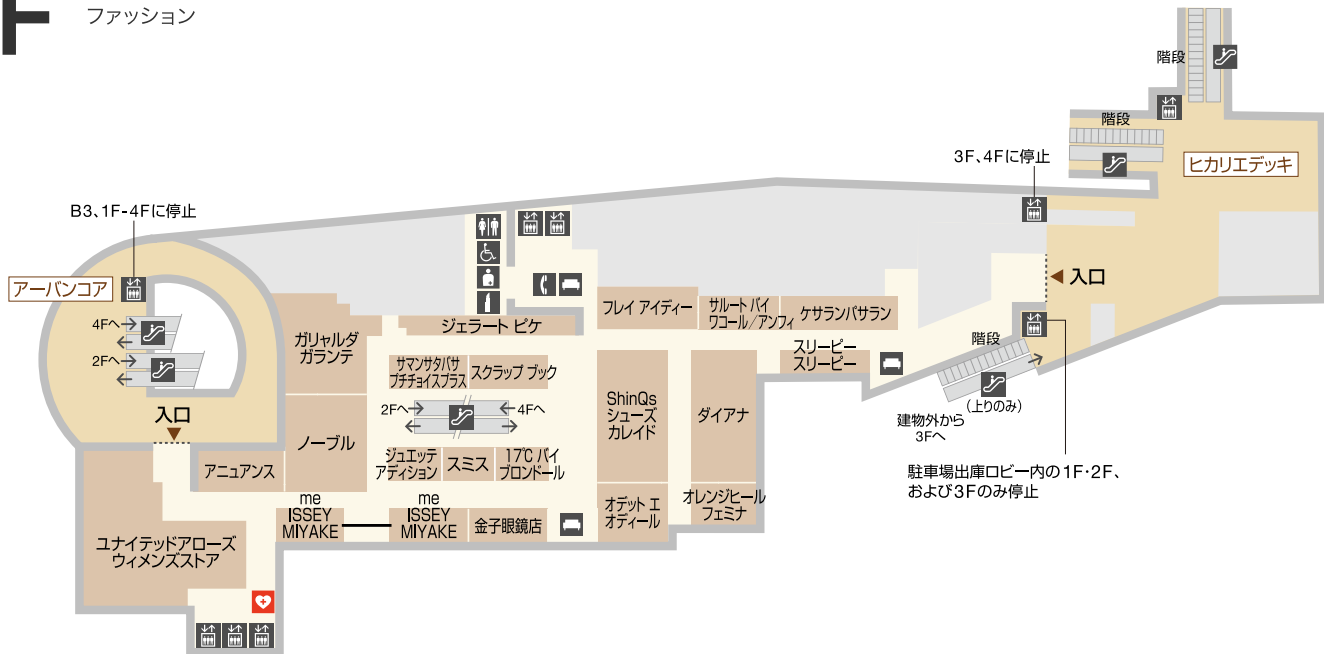 F
ファッション
階段
階段
ヒカリエデッキ
3F、4Fに停止
B3、1F-4Fに停止
アーバンコア
入口
4Fへ
2Fへ
入口
フレイ アイディー
サルート バイ
ワコール／アンフィ
ケサランパサラン
ジェラート ピケ
ガリャルダ
ガランテ
スリーピー
スリーピー
階段
サマンサタバサ
プチチョイスプラス
スクラップ ブック
(上りのみ)
建物外から
3Fへ
2Fへ
4Fへ
ShinQs
シューズ
カレイド
ダイアナ
ノーブル
アニュアンス
ジュエッテ
アディション
スミス
17℃ バイ
ブロンドール
駐車場出庫ロビー内の1F・2F、
および3Fのみ停止
me
ISSEY
MIYAKE
me
ISSEY
MIYAKE
金子眼鏡店
オデット エ
オディール
オレンジヒール
フェミナ
ユナイテッドアローズ
ウィメンズストア